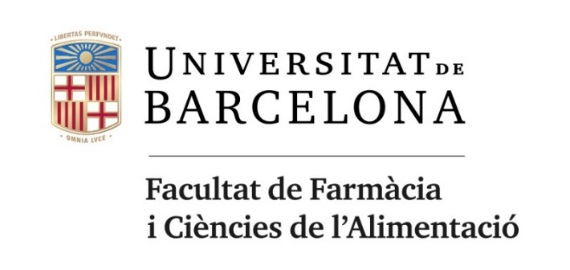 LIBERTAS PERFVNDET
OMNIA LVCE
UNIVERSITAT DE
BARCELONA
Facultat de Farmàcia
i Ciències de l'Alimentació